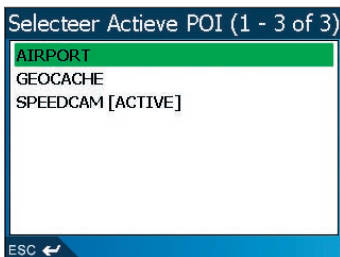 Selecteer Actieve POI (1 - 3 of 3)
AIRPORT
GEOCACHE
SPEEDCAM [ACTIVE]
ESC